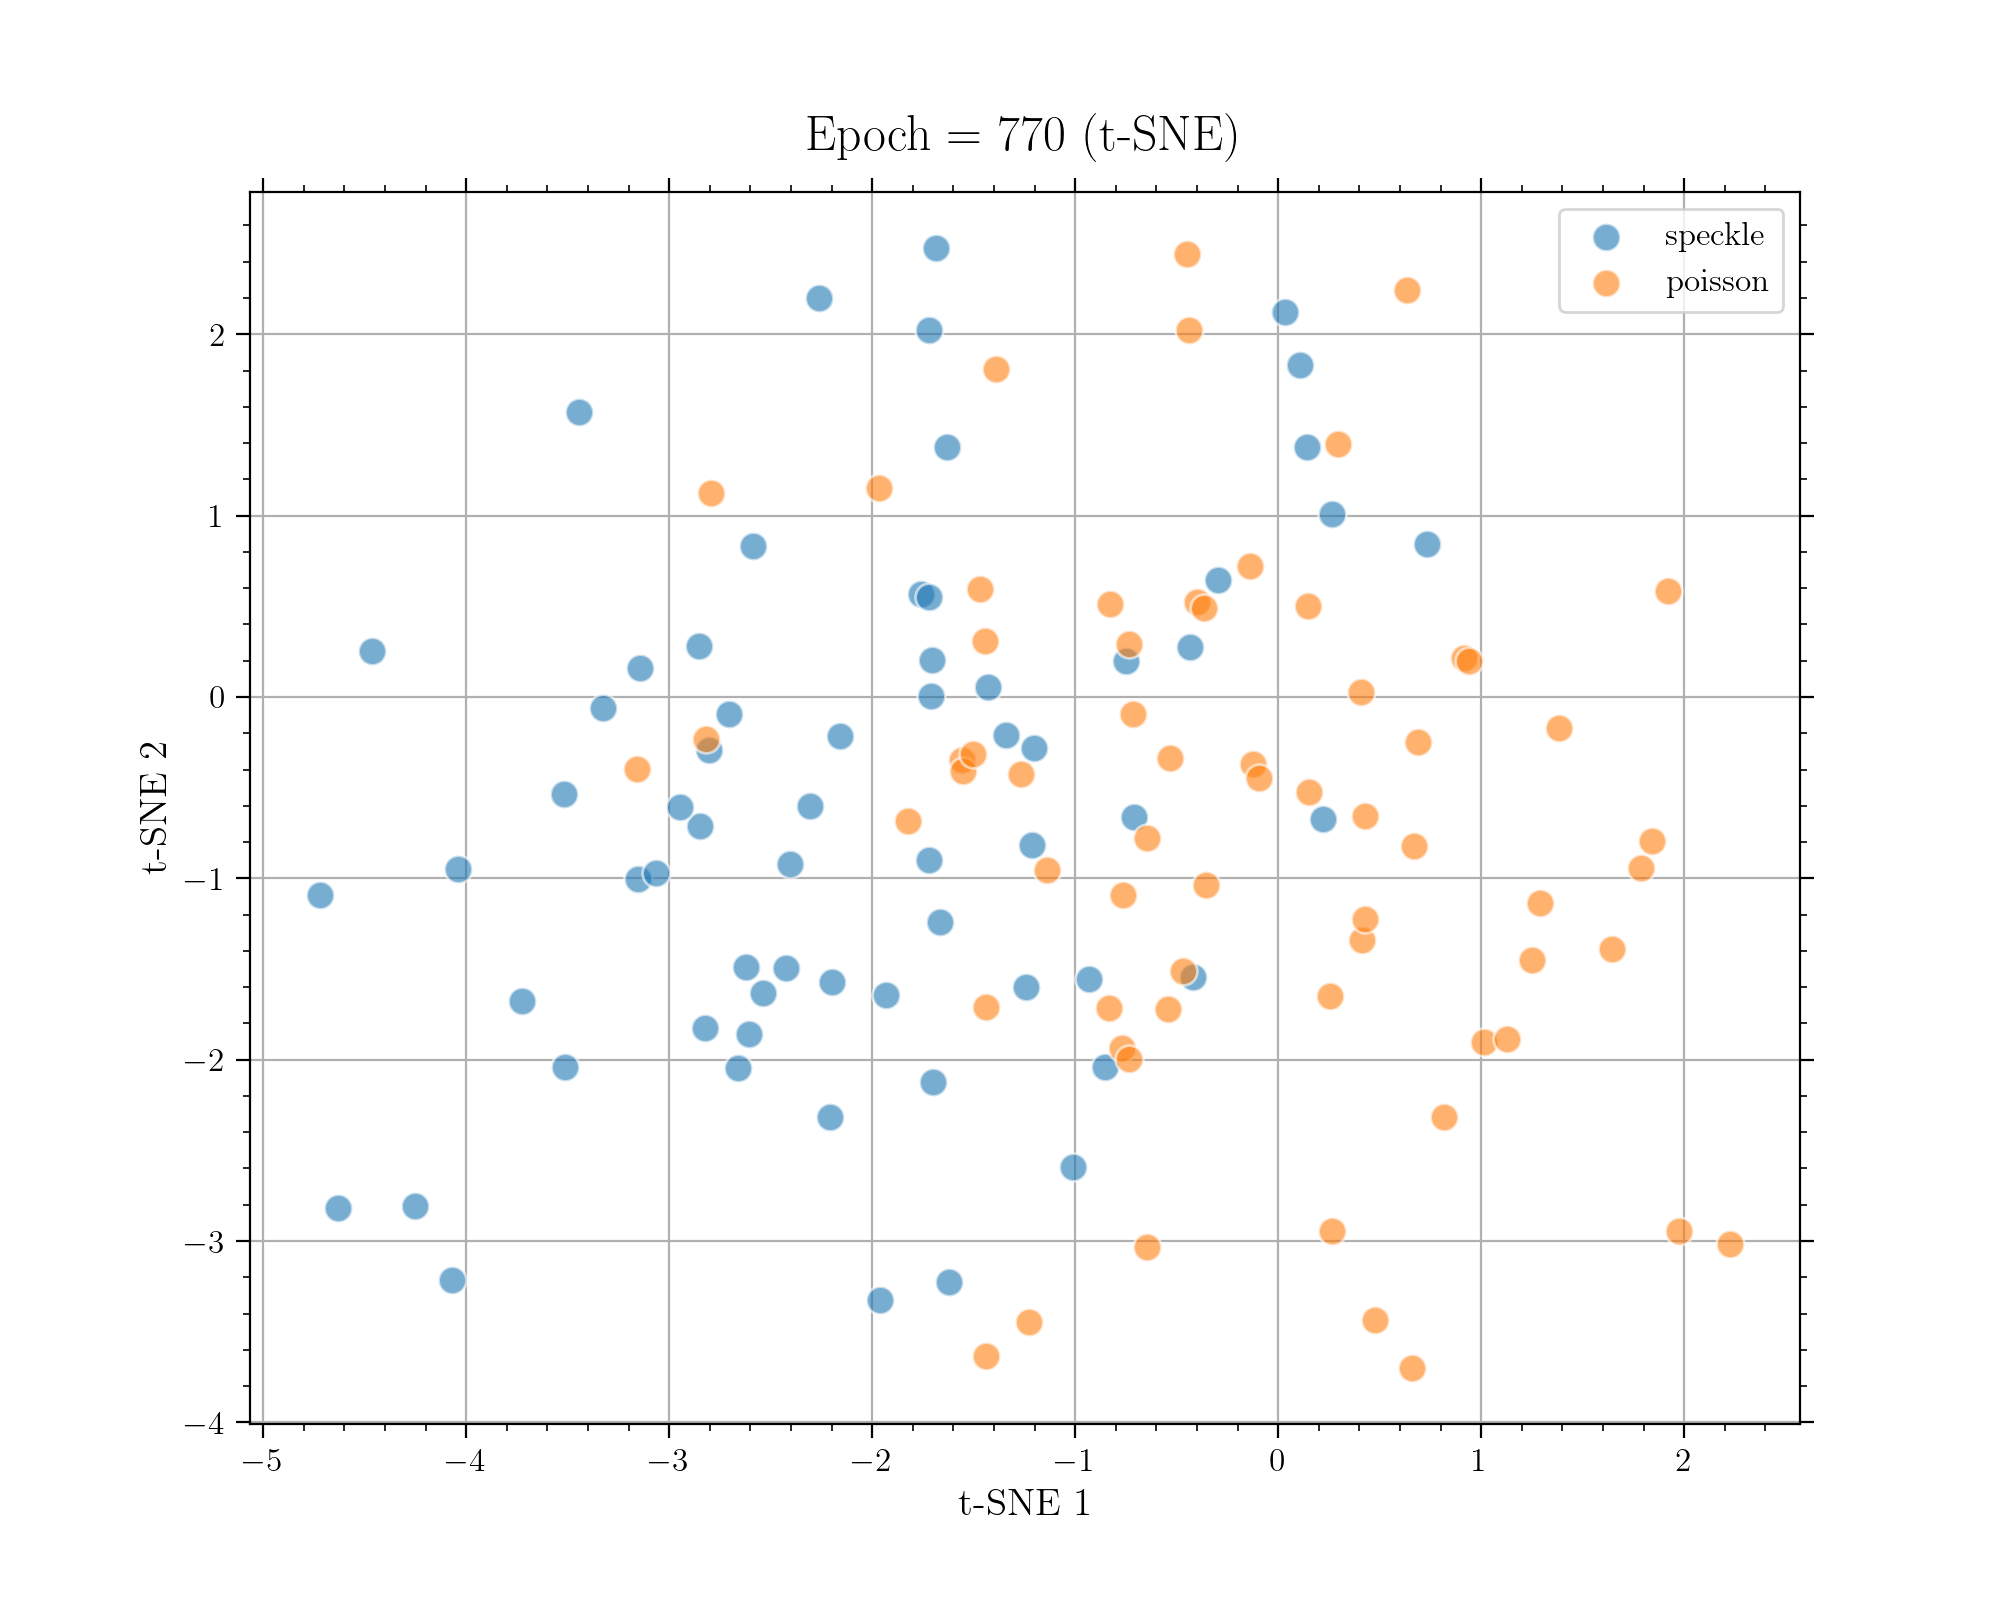 Epoch = 770 (t-SNE)
speckle
poisson
2
1
0
−1
−2
−3
−4
t-SNE 2
−5 −4 −3 −2 −1 0 1 2
t-SNE 1